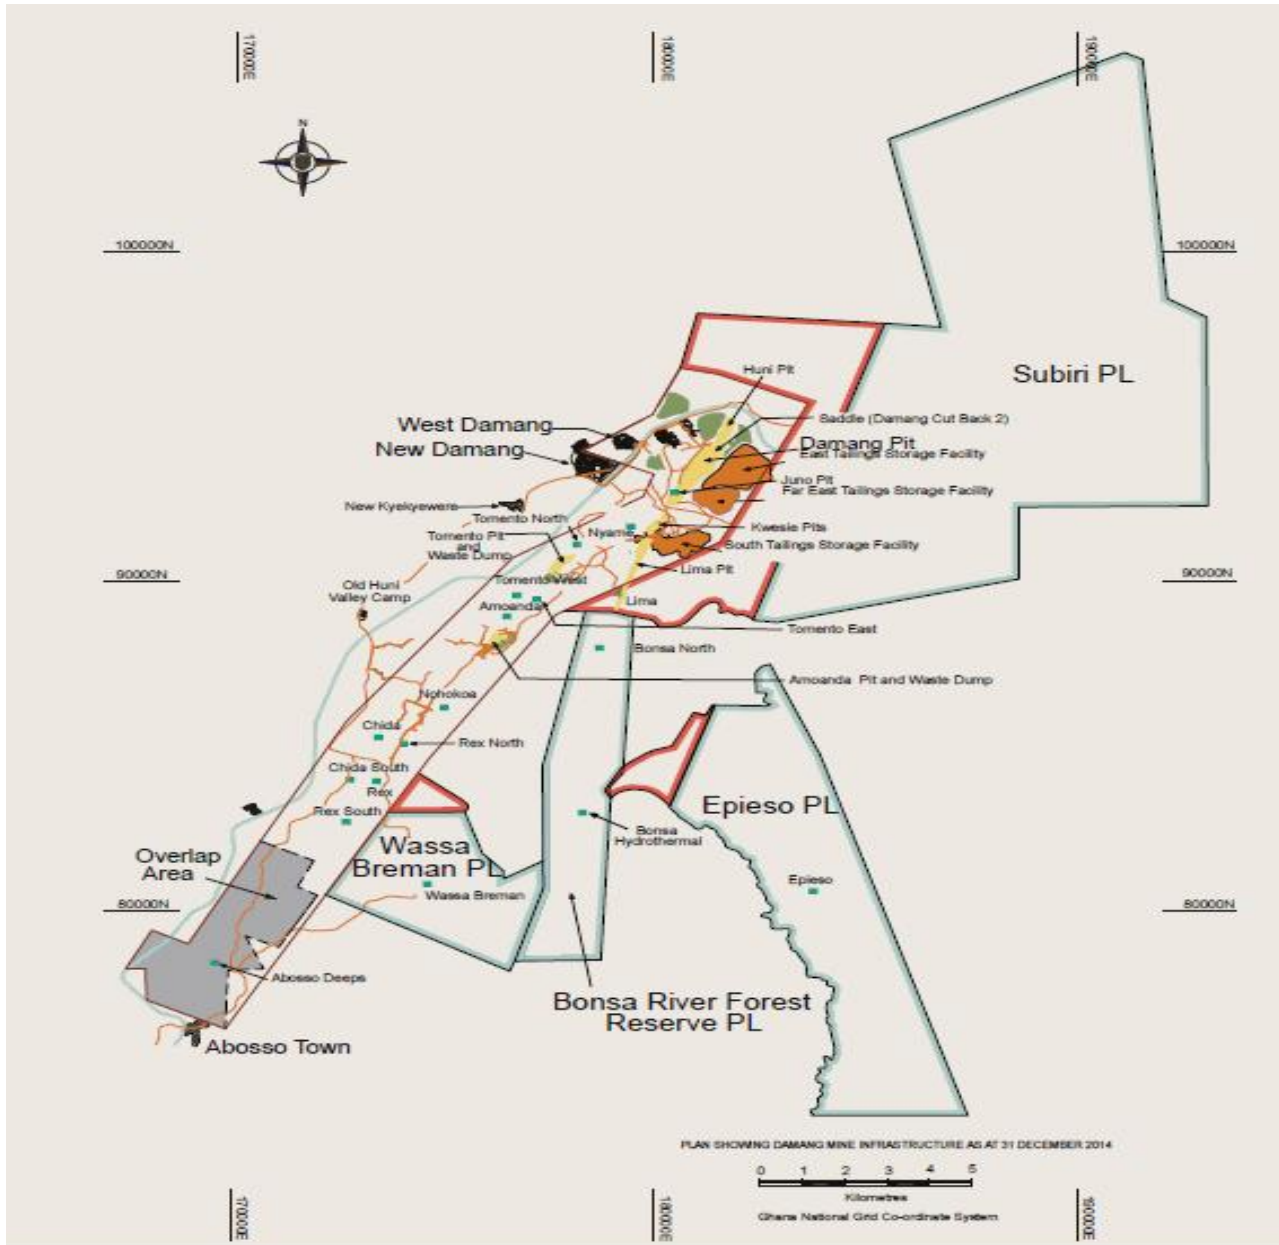 170000E
180000E
190000E
N
100000N
100000N
Subiri PL
Huni Pit
West Damang
Saddle (Damang Cut Back 2)
New Damang
Damang Pit
East Tailings Storage Facility
Juno Pit
Far East Tailings Storage Facility
New Kyekyewere
Tomento North
Nyame
Kwesie Pits
Tomento Pit
and
Waste Dump
South Tailings Storage Facility
Lima Pit
90000N
90000N
Tomento West
Old Huni
Valley Camp
Amoanda
Lima
Tomento East
Bonsa North
Amoanda Pit and Waste Dump
Nohokoa
Chida
Rex North
Chida South
Rex
Rex South
Epieso PL
Bonsa
Hydrothermal
Wassa
Breman PL
Overlap
Area
Epieso
Wassa Breman
80000N
80000N
Abosso Deeps
Bonsa River Forest
Reserve PL
Abosso Town
PLAN SHOWING DAMANG MINE INFRASTRUCTURE AS AT 31 DECEMBER 2014
0 1 2 3 4 5
Kilometres
Ghana National Grid Co-ordinate System
170000E
180000E
190000E